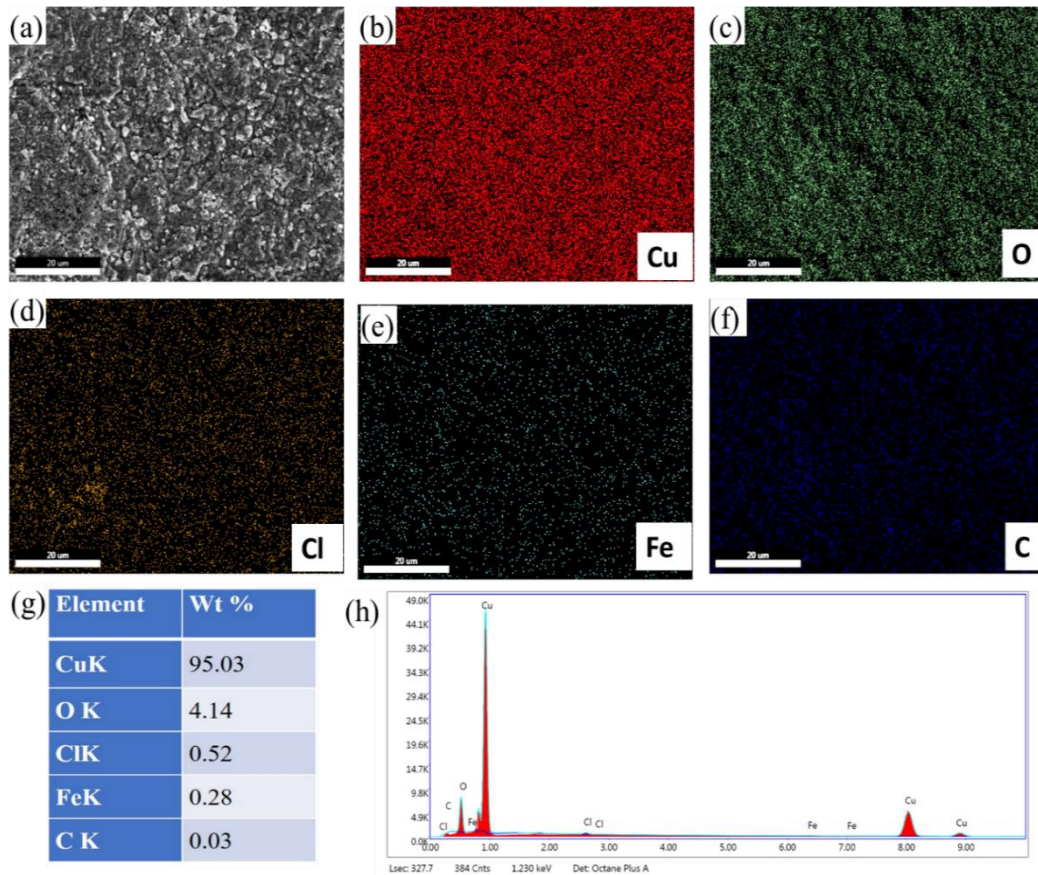 (a)
20 um
(b)
20 um
Cu
(c)
20 um
O
(d)
20 um
Cl
(e)
20 um
Fe
(f)
20 um
C
(g)
Element Wt %
CuK 95.03
O K 4.14
ClK 0.52
FeK 0.28
C K 0.03
(h)
49.0K
44.1K
39.2K
34.3K
29.4K
24.5K
19.6K
14.7K
9.8K
4.9K
0.0K
Cu
O
C
Cl
Fe
Cl
Cl
Fe
Fe
Cu
Cu
0.00 1.00 2.00 3.00 4.00 5.00 6.00 7.00 8.00 9.00
Lsec: 327.7 384 Cnts 1.230 keV Det: Octane Plus A